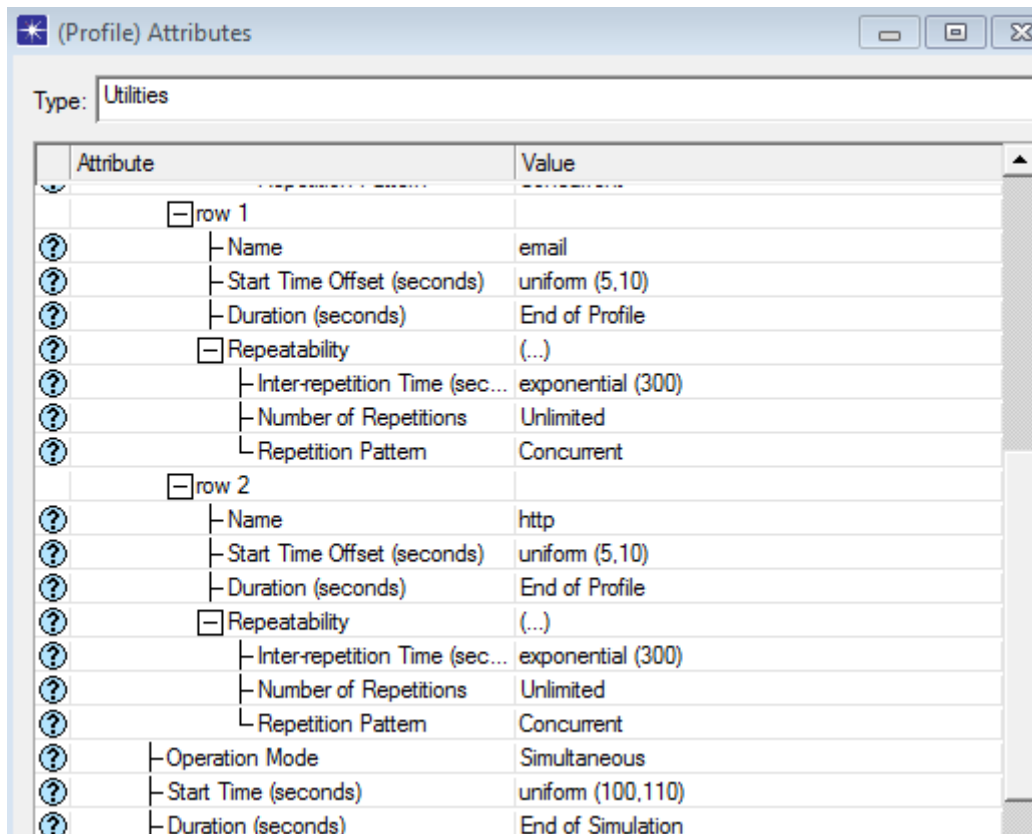 (Profile) Attributes
Type: Utilities
Attribute Value
row 1
Name email
Start Time Offset (seconds) uniform (5,10)
Duration (seconds) End of Profile
Repeatability (...)
Inter-repetition Time (sec... exponential (300)
Number of Repetitions Unlimited
Repetition Pattern Concurrent
row 2
Name http
Start Time Offset (seconds) uniform (5,10)
Duration (seconds) End of Profile
Repeatability (...)
Inter-repetition Time (sec... exponential (300)
Number of Repetitions Unlimited
Repetition Pattern Concurrent
Operation Mode Simultaneous
Start Time (seconds) uniform (100,110)
Duration (seconds) End of Simulation